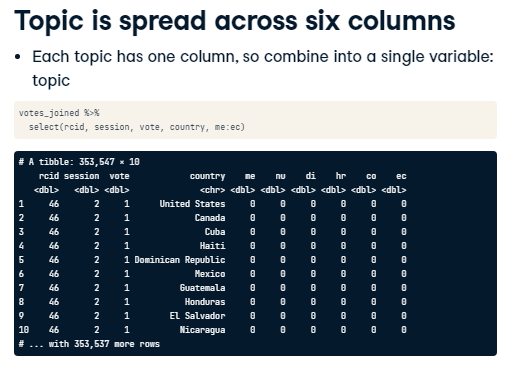 Topic is spread across six columns
• Each topic has one column, so combine into a single variable:
topic
votes_joined %>%
  select(rcid, session, vote, country, me:ec)
# A tibble: 353,547 × 10
    rcid session  vote            country    me    nu    di    hr    co    ec
   <dbl>   <dbl> <dbl>              <chr> <dbl> <dbl> <dbl> <dbl> <dbl> <dbl>
1     46       2     1      United States     0     0     0     0     0     0
2     46       2     1             Canada     0     0     0     0     0     0
3     46       2     1               Cuba     0     0     0     0     0     0
4     46       2     1              Haiti     0     0     0     0     0     0
5     46       2     1 Dominican Republic     0     0     0     0     0     0
6     46       2     1             Mexico     0     0     0     0     0     0
7     46       2     1          Guatemala     0     0     0     0     0     0
8     46       2     1           Honduras     0     0     0     0     0     0
9     46       2     1        El Salvador     0     0     0     0     0     0
10    46       2     1          Nicaragua     0     0     0     0     0     0
# ... with 353,537 more rows